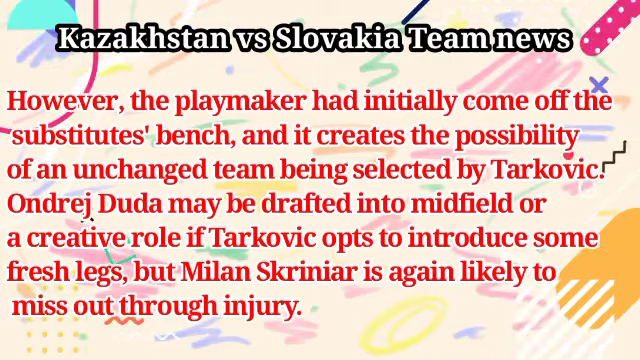 Kazakhstan vs Slovakia Team news
However, the playmaker had initially come off the
substitutes' bench, and it creates the possibility
of an unchanged team being selected by Tarkovic.
Ondrej Duda may be drafted into midfield or
a creative role if Tarkovic opts to introduce some
fresh legs, but Milan Skriniar is again likely to
miss out through injury.